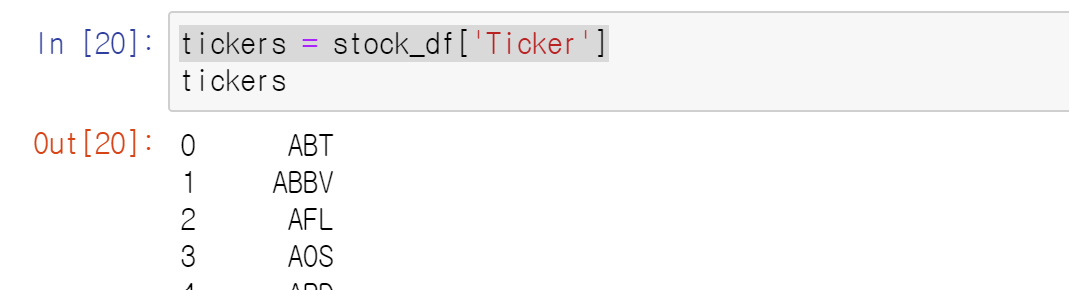 In [20]: tickers = stock_df['Ticker']
tickers
Out[20]: 0 ABT
1 ABBV
2 AFL
3 AOS